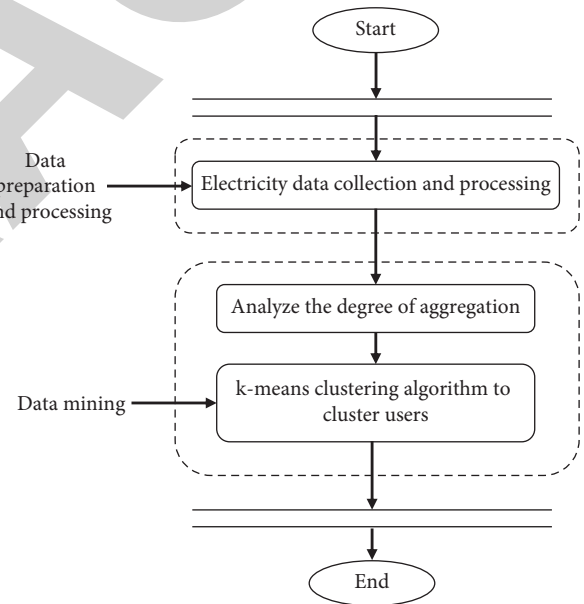 Start
Data
preparation
and processing
Electricity data collection and processing
Analyze the degree of aggregation
Data mining
k-means clustering algorithm to
cluster users
End